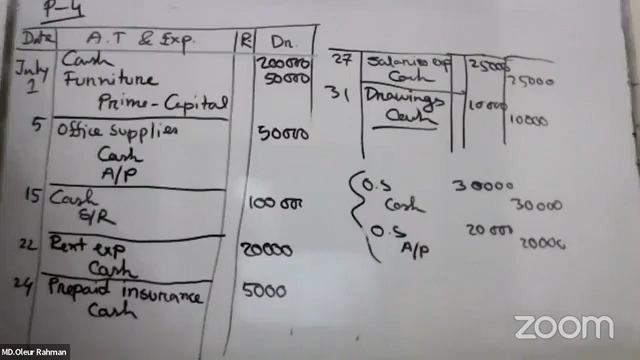 P-4
Date A.T & Exp. R Dr.
July 1 Cash 200000
Furniture 50000
Prime-Capital
5 Office supplies 50000
Cash
A/P
15 Cash 100000
S/R
22 Rent exp 20000
Cash
24 Prepaid insurance 5000
Cash
27 Salaries exp 25000
Cash 25000
31 Drawings 10000
Cash 10000
O.S 30000
Cash 30000
O.S 20000
A/P 20000
zoom
MD.Oleur Rahman